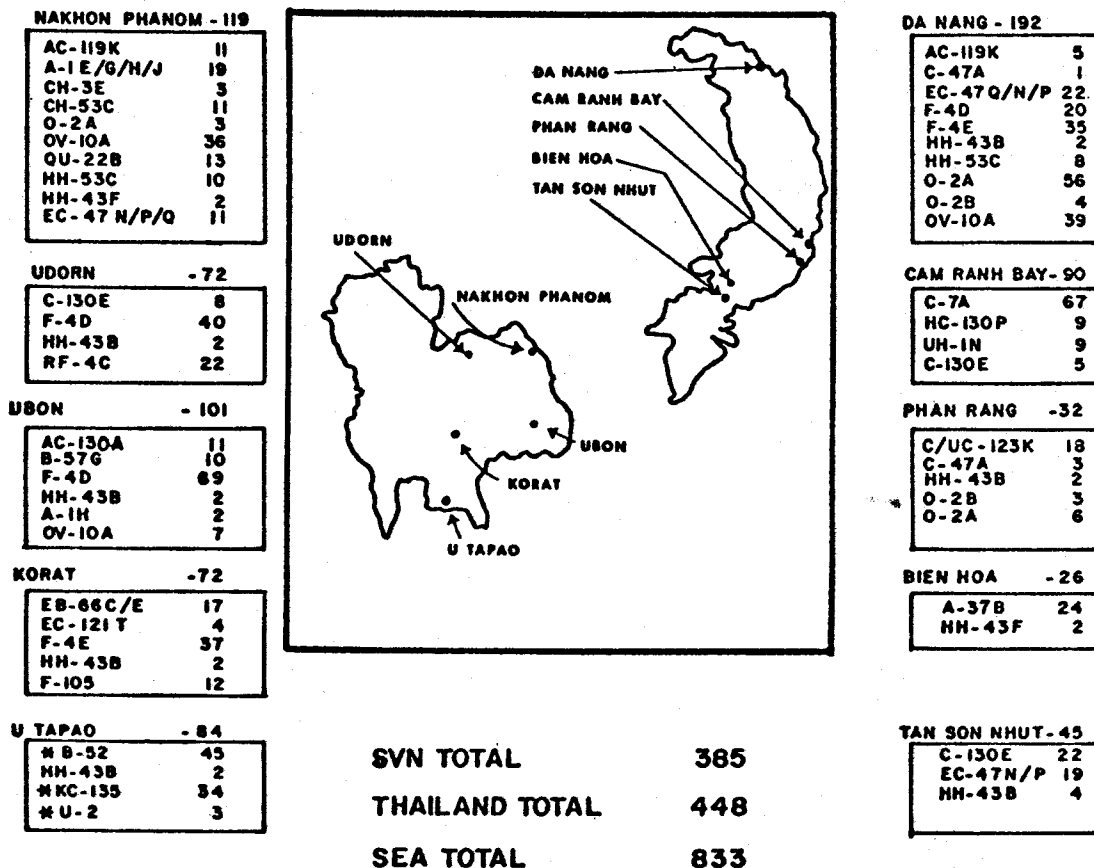 NAKHON PHANOM - 119
AC-119K 11
A-1 E/G/H/J 19
CH-3E 3
CH-53C 11
O-2A 3
OV-10A 36
QU-22B 13
HH-53C 10
HH-43F 2
EC-47 N/P/Q 11
UDORN -72
C-130E 8
F-4D 40
HH-43B 2
RF-4C 22
UBON - 101
AC-130A 11
B-57G 10
F-4D 69
HH-43B 2
A-1H 2
OV-10A 7
KORAT -72
EB-66C/E 17
EC-121T 4
F-4E 37
HH-43B 2
F-105 12
U TAPAO - 84
* B-52 45
HH-43B 2
* KC-135 34
* U-2 3
DA NANG
CAM RANH BAY
PHAN RANG
BIEN HOA
TAN SON NHUT
UDORN
NAKHON PHANOM
UBON
KORAT
U TAPAO
SVN TOTAL 385
THAILAND TOTAL 448
SEA TOTAL 833
DA NANG - 192
AC-119K 5
C-47A 1
EC-47Q/N/P 22
F-4D 20
F-4E 35
HH-43B 2
HH-53C 8
O-2A 56
O-2B 4
OV-10A 39
CAM RANH BAY- 90
C-7A 67
HC-130P 9
UH-1N 9
C-130E 5
PHAN RANG -32
C/UC-123K 18
C-47A 3
HH-43B 2
O-2B 3
O-2A 6
BIEN HOA -26
A-37B 24
HH-43F 2
TAN SON NHUT- 45
C-130E 22
EC-47N/P 19
HH-43B 4